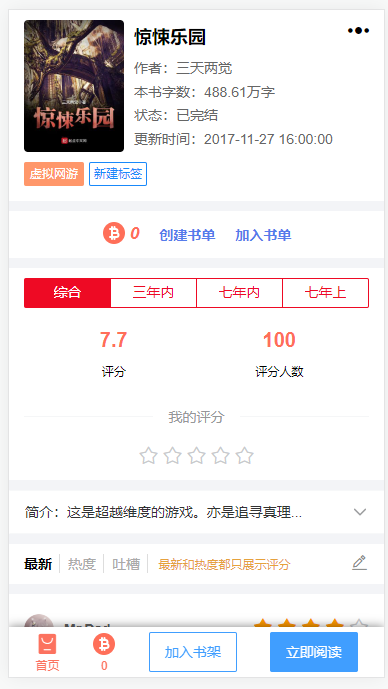 惊悚乐园
作者：三天两觉
本书字数：488.61万字
状态：已完结
更新时间：2017-11-27 16:00:00
惊悚乐园
虚拟网游 新建标签
0 创建书单 加入书单
综合 三年内 七年内 七年上
7.7 100
评分 评分人数
我的评分
简介：这是超越维度的游戏。亦是追寻真理...
最新 热度 吐槽 最新和热度都只展示评分
首页 0 加入书架 立即阅读